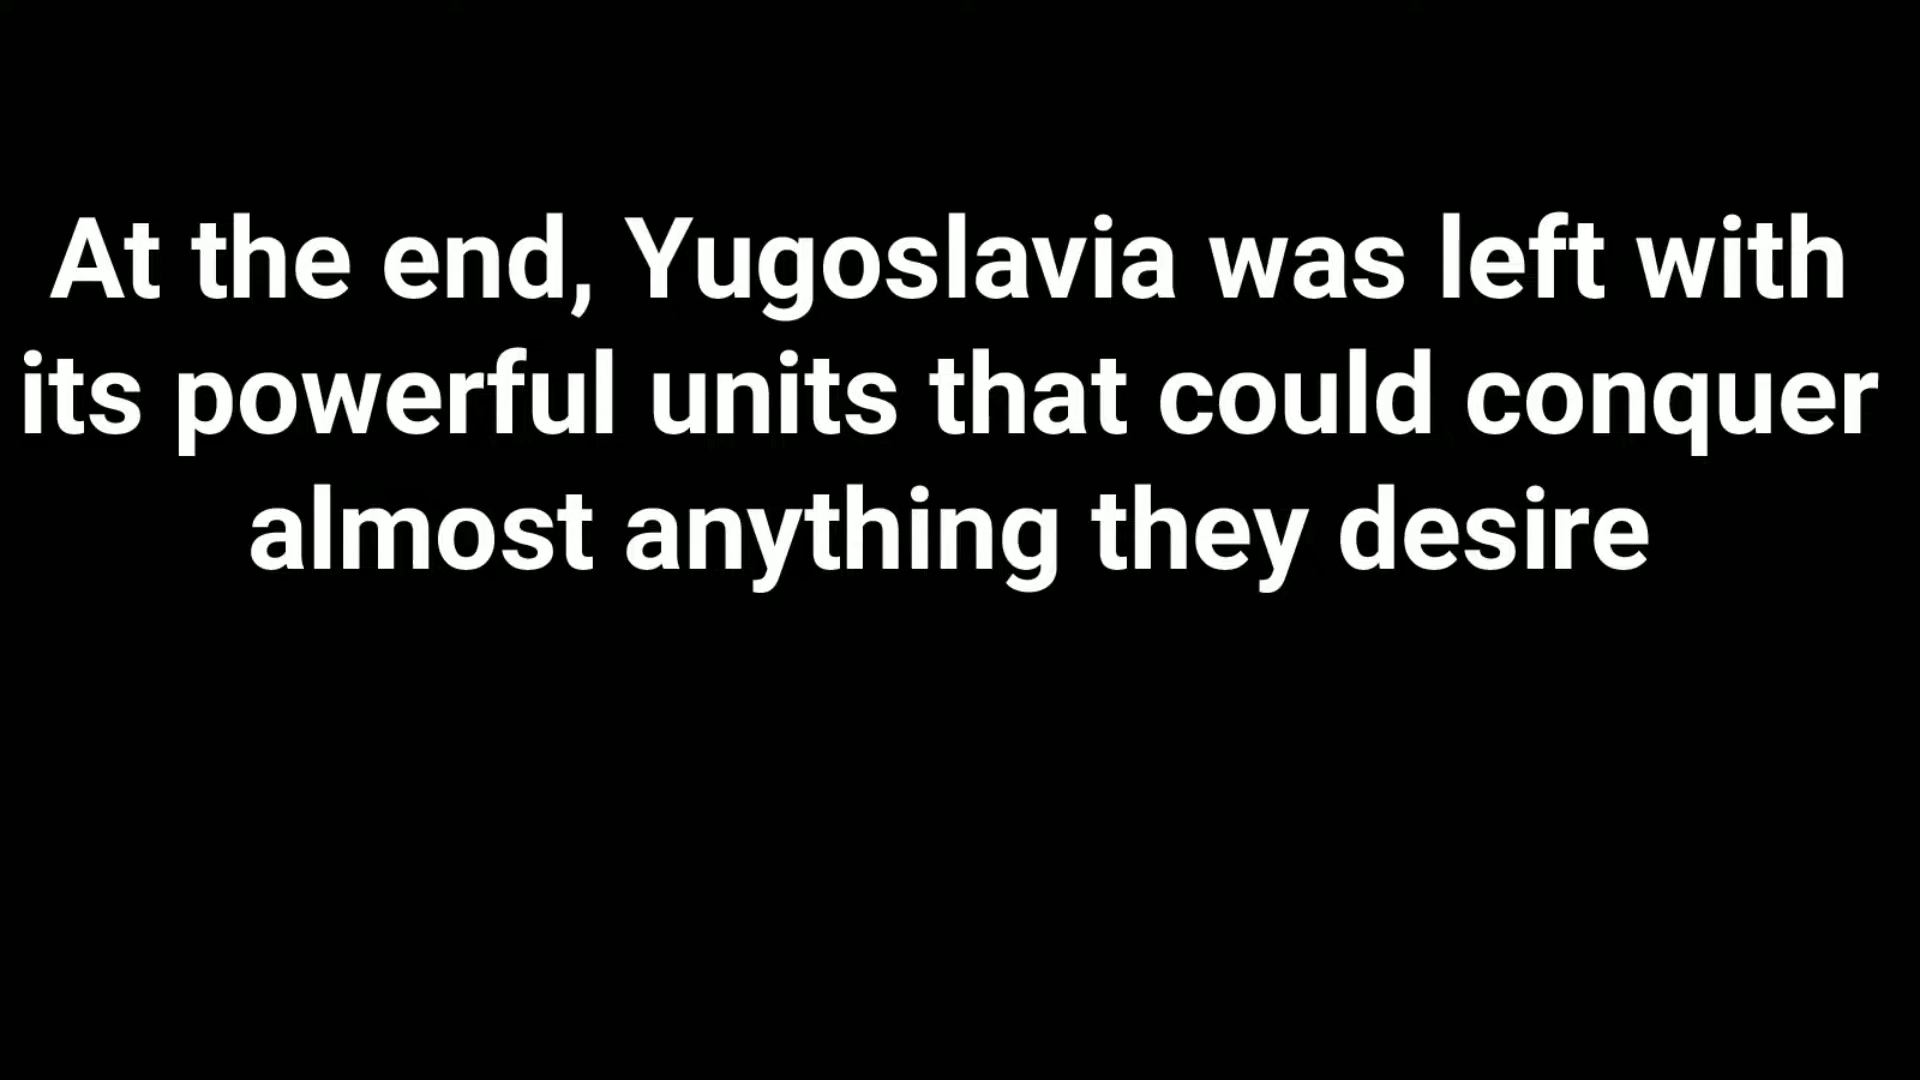 At the end, Yugoslavia was left with
its powerful units that could conquer
almost anything they desire